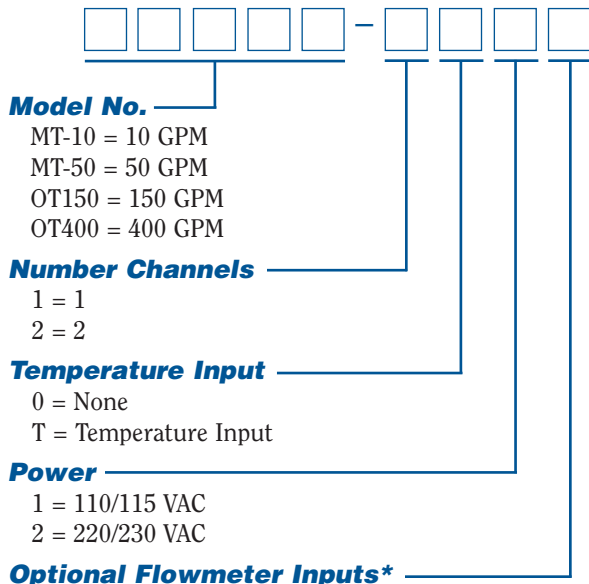 –
Model No.
MT-10 = 10 GPM
MT-50 = 50 GPM
OT150 = 150 GPM
OT400 = 400 GPM
Number Channels
1 = 1
2 = 2
Temperature Input
0 = None
T = Temperature Input
Power
1 = 110/115 VAC
2 = 220/230 VAC
Optional Flowmeter Inputs*